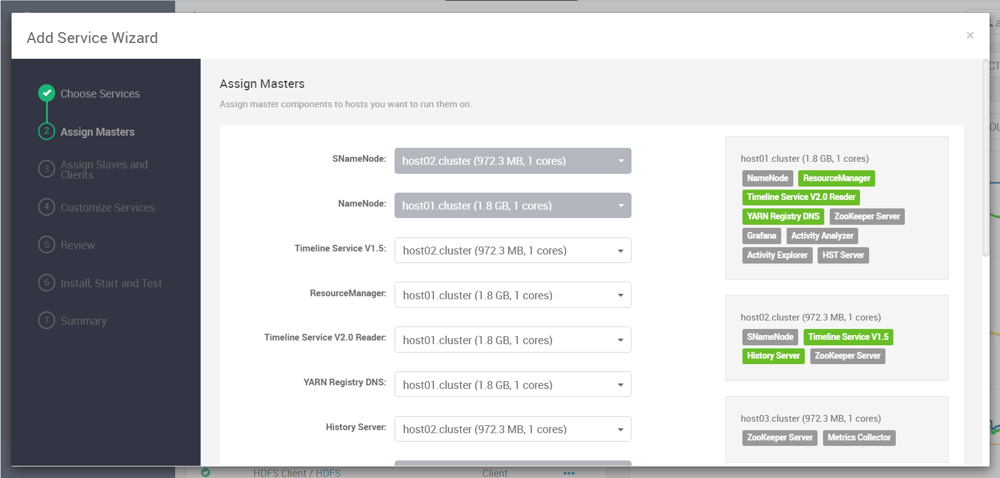 Add Service Wizard
×
Choose Services
2 Assign Masters
3 Assign Slaves and
Clients
4 Customize Services
5 Review
6 Install, Start and Test
7 Summary
Assign Masters
Assign master components to hosts you want to run them on.
SNameNode: host02.cluster (972.3 MB, 1 cores)
NameNode: host01.cluster (1.8 GB, 1 cores)
Timeline Service V1.5: host02.cluster (972.3 MB, 1 cores)
ResourceManager: host01.cluster (1.8 GB, 1 cores)
Timeline Service V2.0 Reader: host01.cluster (1.8 GB, 1 cores)
YARN Registry DNS: host01.cluster (1.8 GB, 1 cores)
History Server: host02.cluster (972.3 MB, 1 cores)
host01.cluster (1.8 GB, 1 cores)
NameNode ResourceManager
Timeline Service V2.0 Reader
YARN Registry DNS ZooKeeper Server
Grafana Activity Analyzer
Activity Explorer HST Server
host02.cluster (972.3 MB, 1 cores)
SNameNode Timeline Service V1.5
History Server ZooKeeper Server
host03.cluster (972.3 MB, 1 cores)
ZooKeeper Server Metrics Collector
HDFS Client / HDFS Client